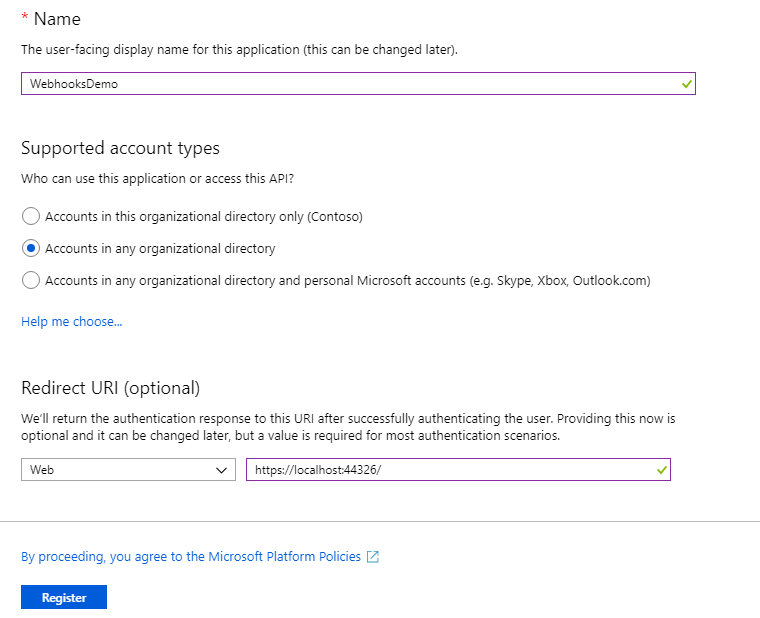 * Name
The user-facing display name for this application (this can be changed later).
WebhooksDemo
Supported account types
Who can use this application or access this API?
Accounts in this organizational directory only (Contoso)
Accounts in any organizational directory
Accounts in any organizational directory and personal Microsoft accounts (e.g. Skype, Xbox, Outlook.com)
Help me choose...
Redirect URI (optional)
We'll return the authentication response to this URI after successfully authenticating the user. Providing this now is
optional and it can be changed later, but a value is required for most authentication scenarios.
Web https://localhost:44326/
By proceeding, you agree to the Microsoft Platform Policies
Register